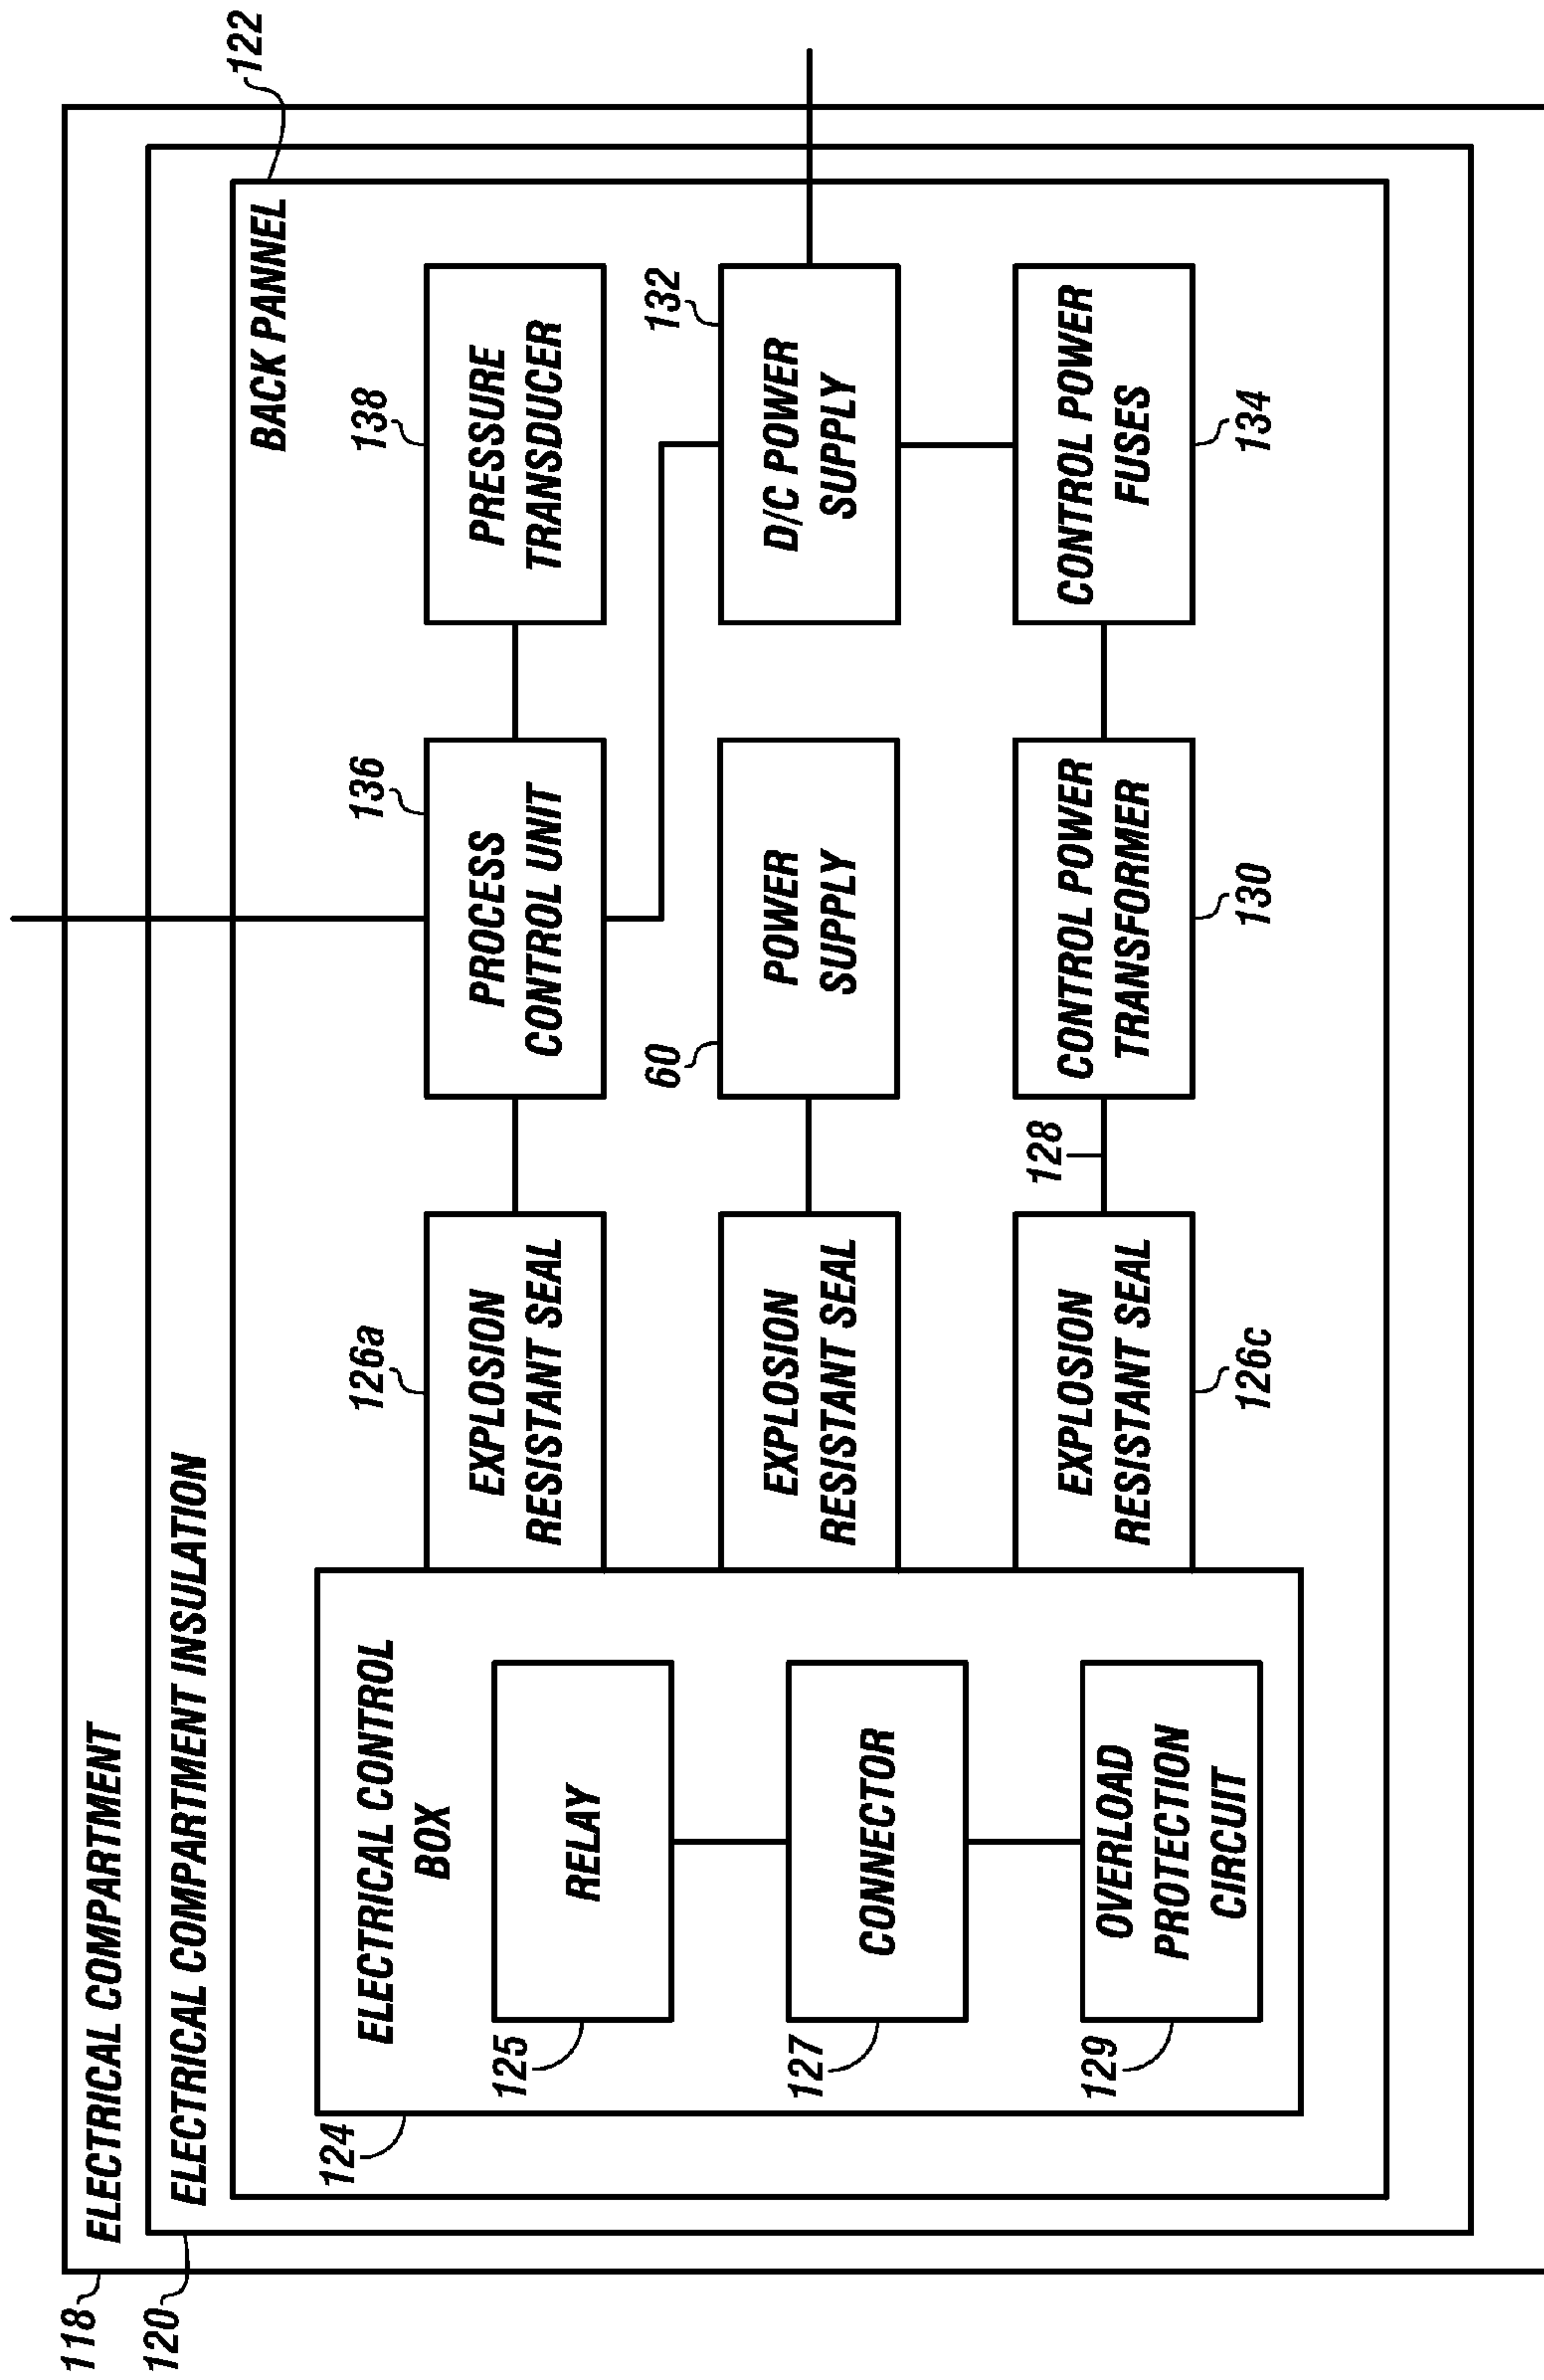 118
ELECTRICAL COMPARTMENT
120
ELECTRICAL COMPARTMENT INSULATION
122
BACK PANNEL
124
ELECTRICAL CONTROL
BOX
125
RELAY
127
CONNECTOR
129
OVERLOAD
PROTECTION
CIRCUIT
126a
EXPLOSION
RESISTANT SEAL
136
PROCESS
CONTROL UNIT
138
PRESSURE
TRANSDUCER
EXPLOSION
RESISTANT SEAL
60
POWER
SUPPLY
132
D/C POWER
SUPPLY
EXPLOSION
RESISTANT SEAL
126c
128
CONTROL POWER
TRANSFORMER
130
CONTROL POWER
FUSES
134